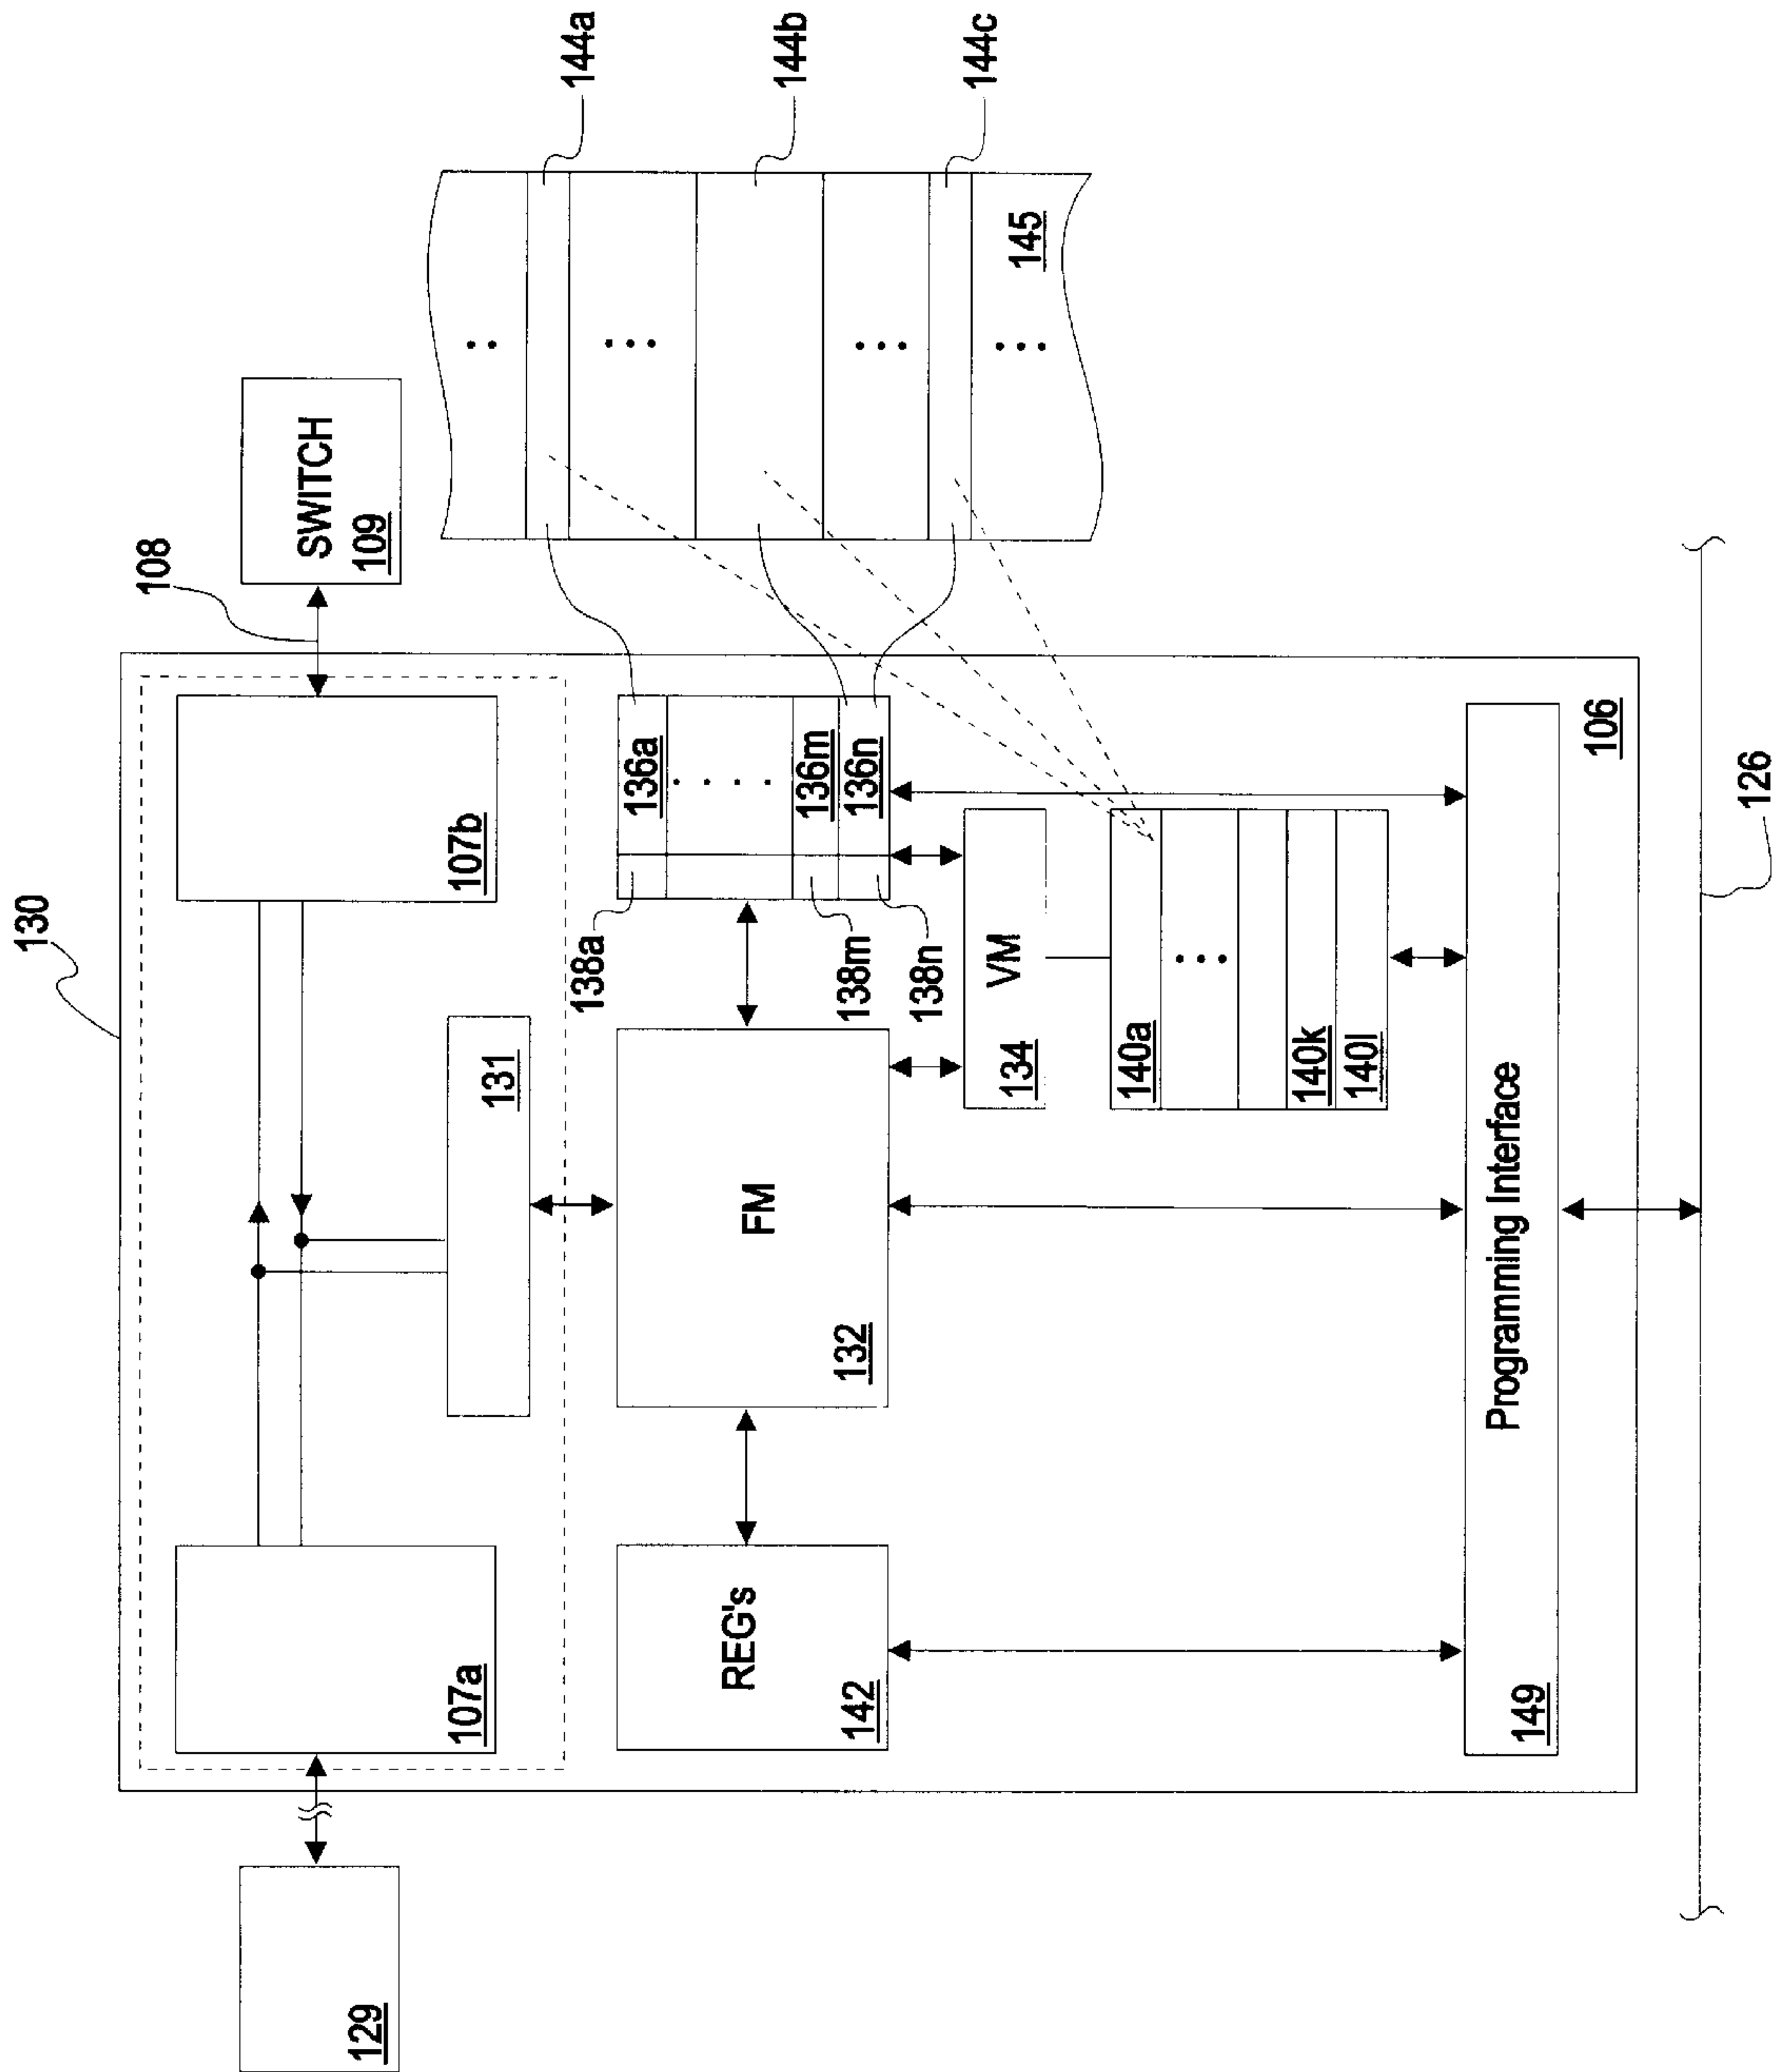 130
108
SWITCH
109
129
107a
107b
131
144a
144b
144c
145
138a
138m
138n
136a
136m
136n
REG's
142
FM
132
VM
134
140a
140k
140l
Programming Interface
149
106
126